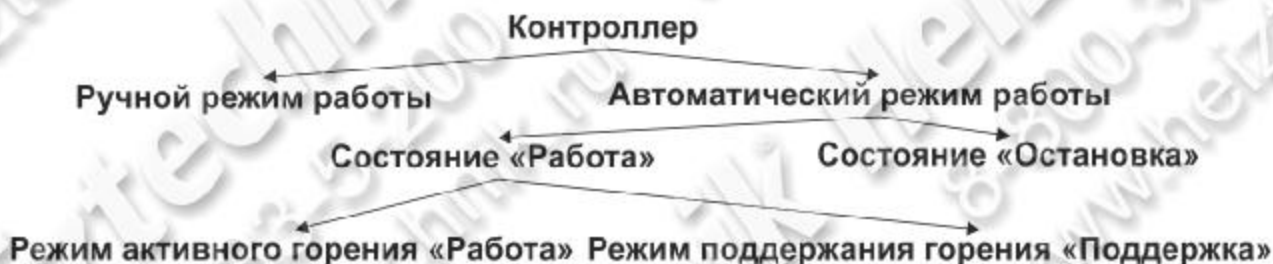 Контроллер
Ручной режим работы Автоматический режим работы
Состояние «Работа» Состояние «Остановка»
Режим активного горения «Работа» Режим поддержания горения «Поддержка»